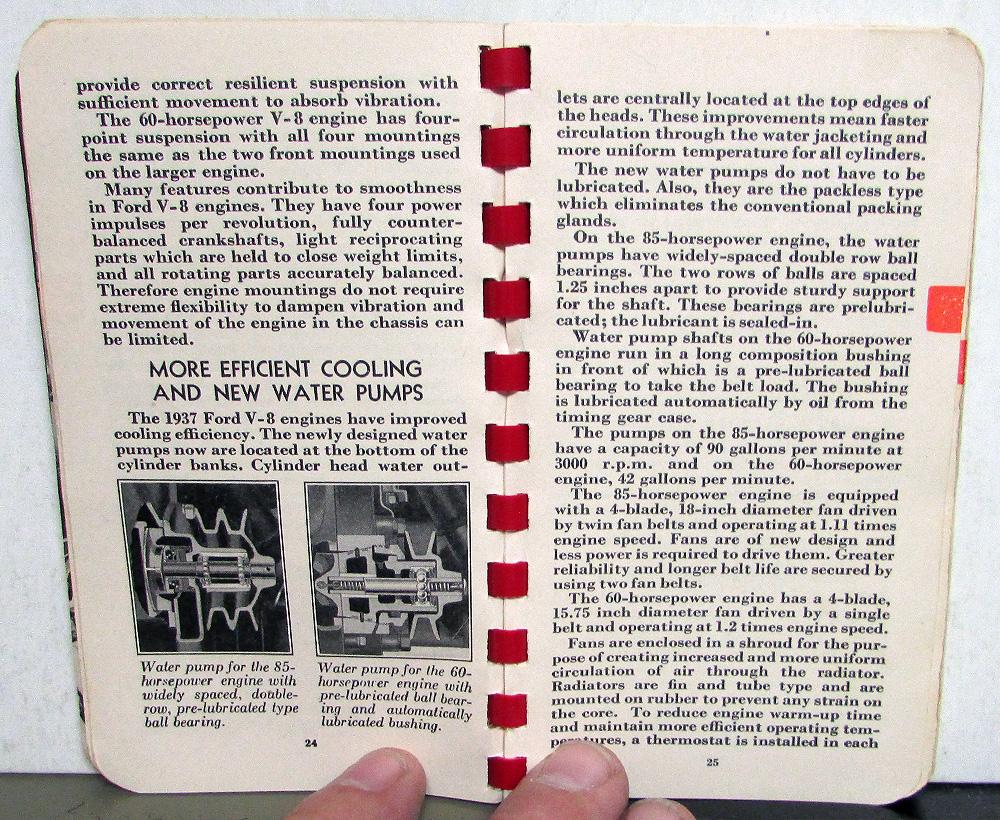 provide correct resilient suspension with
sufficient movement to absorb vibration.
The 60-horsepower V-8 engine has four-
point suspension with all four mountings
the same as the two front mountings used
on the larger engine.
Many features contribute to smoothness
in Ford V-8 engines. They have four power
impulses per revolution, fully counter-
balanced crankshafts, light reciprocating
parts which are held to close weight limits,
and all rotating parts accurately balanced.
Therefore engine mountings do not require
extreme flexibility to dampen vibration and
movement of the engine in the chassis can
be limited.
MORE EFFICIENT COOLING
AND NEW WATER PUMPS
The 1937 Ford V-8 engines have improved
cooling efficiency. The newly designed water
pumps now are located at the bottom of the
cylinder banks. Cylinder head water out-
Water pump for the 85-
horsepower engine with
widely spaced, double-
row, pre-lubricated type
ball bearing.
Water pump for the 60-
horsepower engine with
pre-lubricated ball bear-
ing and automatically
lubricated bushing.
24
lets are centrally located at the top edges of
the heads. These improvements mean faster
circulation through the water jacketing and
more uniform temperature for all cylinders.
The new water pumps do not have to be
lubricated. Also, they are the packless type
which eliminates the conventional packing
glands.
On the 85-horsepower engine, the water
pumps have widely-spaced double row ball
bearings. The two rows of balls are spaced
1.25 inches apart to provide sturdy support
for the shaft. These bearings are prelubri-
cated; the lubricant is sealed-in.
Water pump shafts on the 60-horsepower
engine run in a long composition bushing
in front of which is a pre-lubricated ball
bearing to take the belt load. The bushing
is lubricated automatically by oil from the
timing gear case.
The pumps on the 85-horsepower engine
have a capacity of 90 gallons per minute at
3000 r.p.m. and on the 60-horsepower
engine, 42 gallons per minute.
The 85-horsepower engine is equipped
with a 4-blade, 18-inch diameter fan driven
by twin fan belts and operating at 1.11 times
engine speed. Fans are of new design and
less power is required to drive them. Greater
reliability and longer belt life are secured by
using two fan belts.
The 60-horsepower engine has a 4-blade,
15.75 inch diameter fan driven by a single
belt and operating at 1.2 times engine speed.
Fans are enclosed in a shroud for the pur-
pose of creating increased and more uniform
circulation of air through the radiator.
Radiators are fin and tube type and are
mounted on rubber to prevent any strain on
the core. To reduce engine warm-up time
and maintain more efficient operating tem-
peratures, a thermostat is installed in each
25